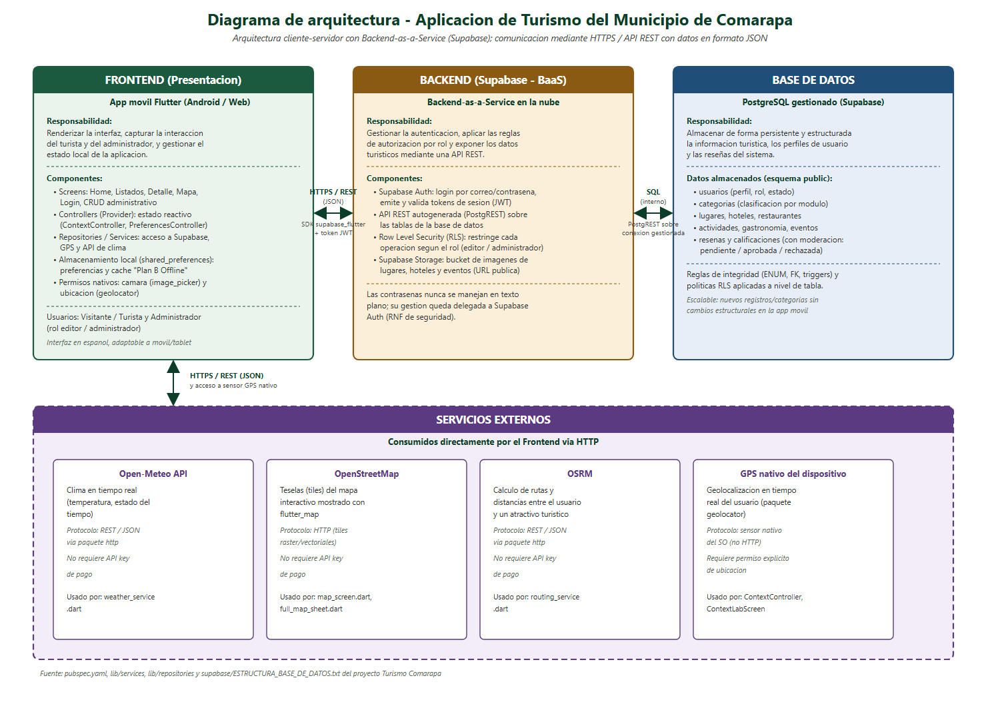 Diagrama de arquitectura - Aplicacion de Turismo del Municipio de Comarapa
Arquitectura cliente-servidor con Backend-as-a-Service (Supabase); comunicacion mediante HTTPS / API REST con datos en formato JSON
FRONTEND (Presentacion)
App movil Flutter (Android / Web)
Responsabilidad:
Renderizar la interfaz, capturar la interaccion
del turista y del administrador, y gestionar el
estado local de la aplicacion.
Componentes:
• Screens: Home, Listados, Detalle, Mapa,
Login, CRUD administrativo
• Controllers (Provider): estado reactivo
(ContextController, PreferencesController)
• Repositories / Services: acceso a Supabase,
GPS y API de clima
• Almacenamiento local (shared_preferences):
preferencias y cache "Plan B Offline"
• Permisos nativos: camara (image_picker) y
ubicacion (geolocator)
Usuarios: Visitante / Turista y Administrador
(rol editor / administrador)
Interfaz en espanol, adaptable a movil/tablet
HTTPS / REST
(JSON)
SDK supabase_flutter
+ token JWT
BACKEND (Supabase - BaaS)
Backend-as-a-Service en la nube
Responsabilidad:
Gestionar la autenticacion, aplicar las reglas
de autorizacion por rol y exponer los datos
turisticos mediante una API REST.
Componentes:
• Supabase Auth: login por correo/contrasena,
emite y valida tokens de sesion (JWT)
• API REST autogenerada (PostgREST) sobre
las tablas de la base de datos
• Row Level Security (RLS): restringe cada
operacion segun el rol (editor / administrador)
• Supabase Storage: bucket de imagenes de
lugares, hoteles y eventos (URL publica)
Las contrasenas nunca se manejan en texto
plano; su gestion queda delegada a Supabase
Auth (RNF de seguridad).
SQL
(interno)
PostgREST sobre
conexion gestionada
BASE DE DATOS
PostgreSQL gestionado (Supabase)
Responsabilidad:
Almacenar de forma persistente y estructurada
la informacion turistica, los perfiles de usuario
y las reseñas del sistema.
Datos almacenados (esquema public):
• usuarios (perfil, rol, estado)
• categorias (clasificacion por modulo)
• lugares, hoteles, restaurantes
• actividades, gastronomia, eventos
• resenas y calificaciones (con moderacion:
pendiente / aprobada / rechazada)
Reglas de integridad (ENUM, FK, triggers) y
politicas RLS aplicadas a nivel de tabla.
Escalable: nuevos registros/categorias sin
cambios estructurales en la app movil
HTTPS / REST (JSON)
y acceso a sensor GPS nativo
SERVICIOS EXTERNOS
Consumidos directamente por el Frontend via HTTP
Open-Meteo API
Clima en tiempo real
(temperatura, estado del
tiempo)
Protocolo: REST / JSON
via paquete http
No requiere API key
de pago
Usado por: weather_service
.dart
OpenStreetMap
Teselas (tiles) del mapa
interactivo mostrado con
flutter_map
Protocolo: HTTP (tiles
raster/vectoriales)
No requiere API key
de pago
Usado por: map_screen.dart,
full_map_sheet.dart
OSRM
Calculo de rutas y
distancias entre el usuario
y un atractivo turistico
Protocolo: REST / JSON
via paquete http
No requiere API key
de pago
Usado por: routing_service
.dart
GPS nativo del dispositivo
Geolocalizacion en tiempo
real del usuario (paquete
geolocator)
Protocolo: sensor nativo
del SO (no HTTP)
Requiere permiso explicito
de ubicacion
Usado por: ContextController,
ContextLabScreen
Fuente: pubspec.yaml, lib/services, lib/repositories y supabase/ESTRUCTURA_BASE_DE_DATOS.txt del proyecto Turismo Comarapa